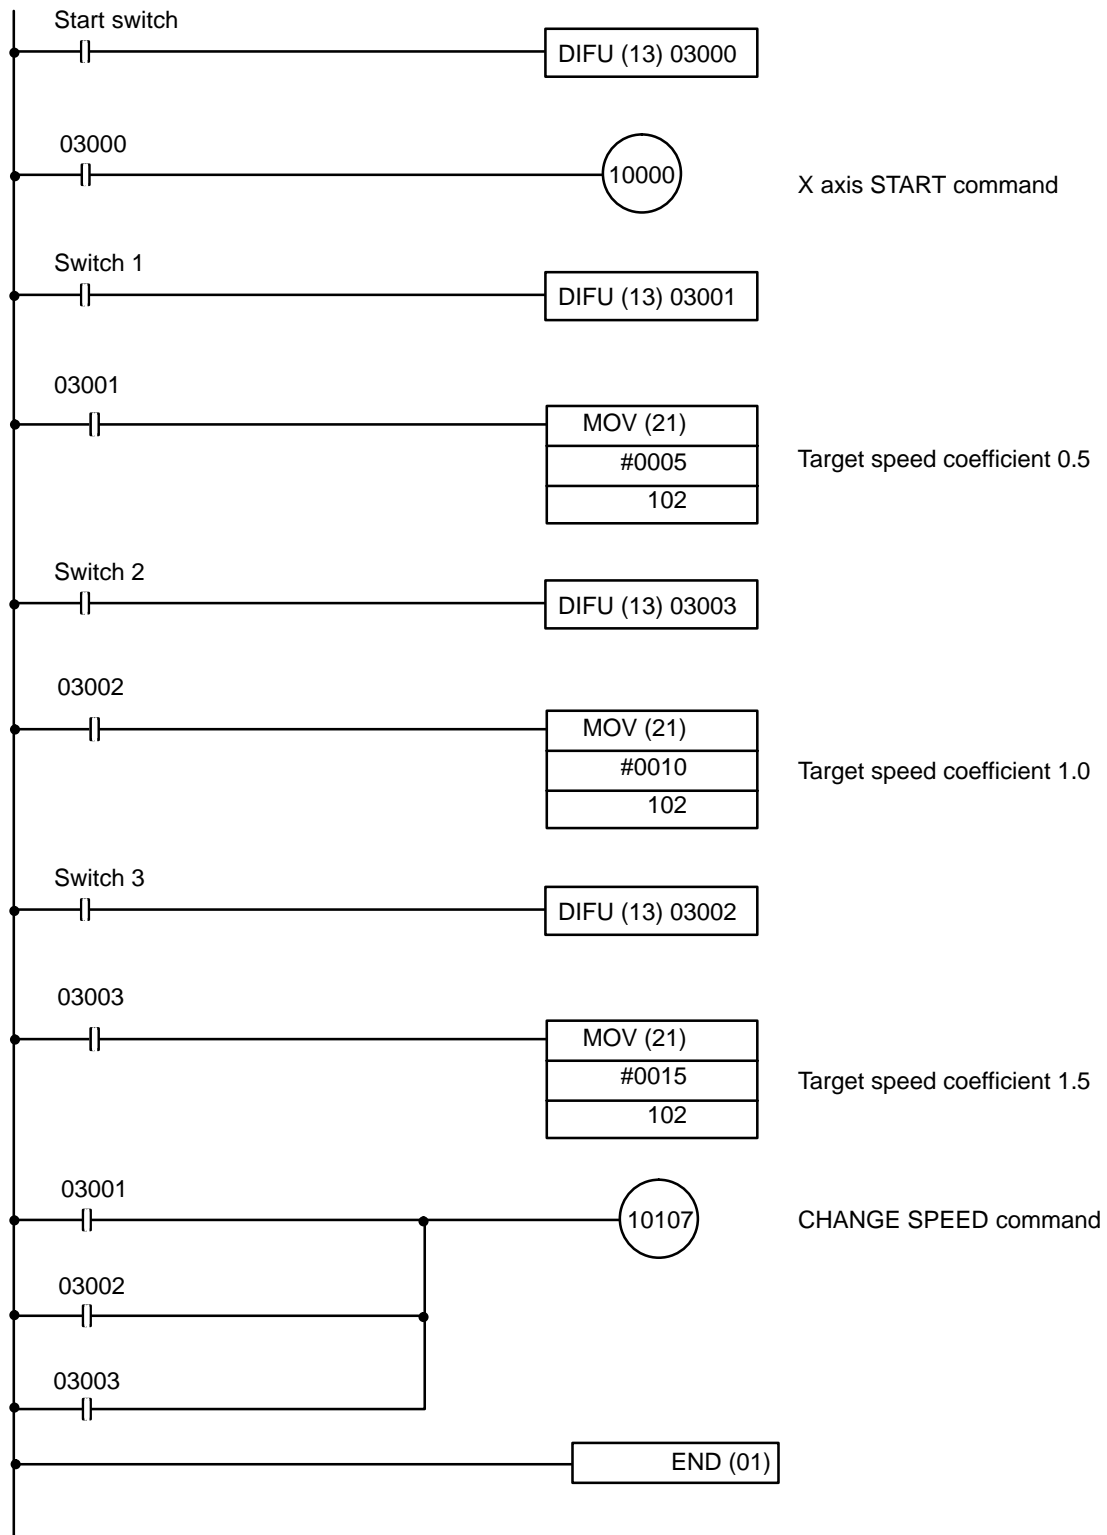 Start switch
DIFU (13) 03000
03000
10000
X axis START command
Switch 1
DIFU (13) 03001
03001
MOV (21)
#0005
Target speed coefficient 0.5
102
Switch 2
DIFU (13) 03003
03002
MOV (21)
#0010
Target speed coefficient 1.0
102
Switch 3
DIFU (13) 03002
03003
MOV (21)
#0015
Target speed coefficient 1.5
102
03001
10107
CHANGE SPEED command
03002
03003
END (01)